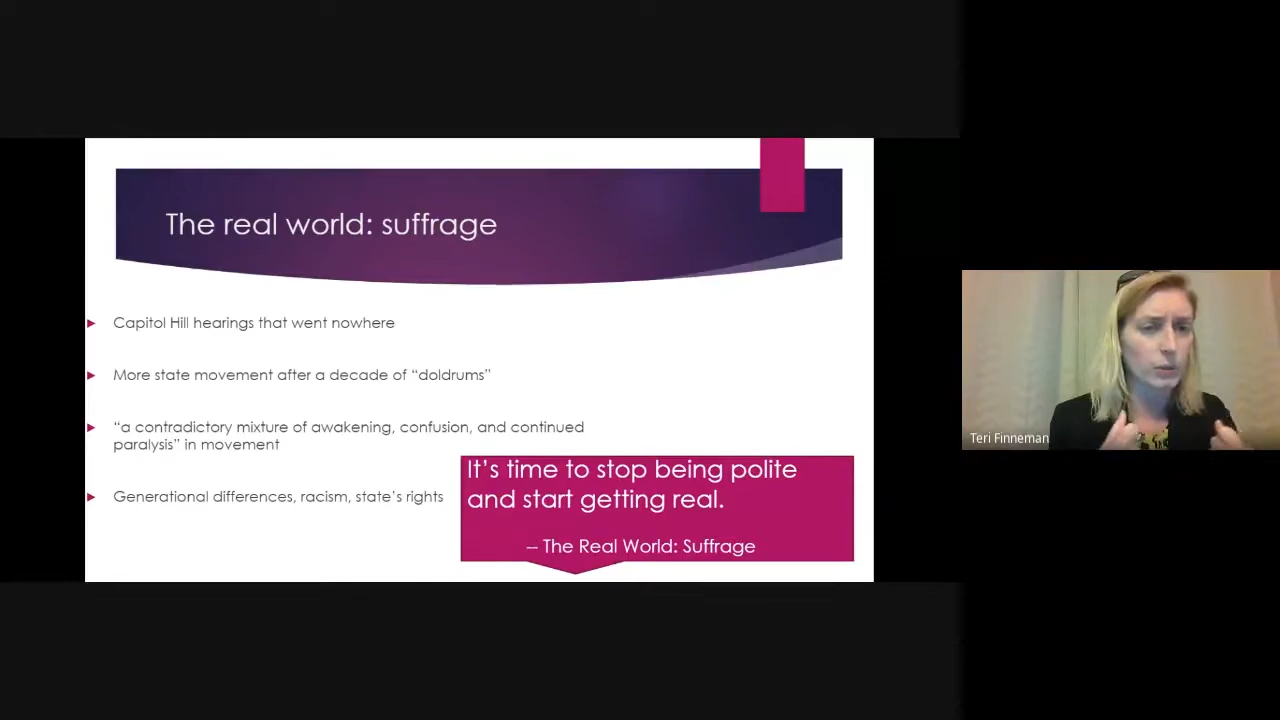 The real world: suffrage
Capitol Hill hearings that went nowhere
More state movement after a decade of “doldrums”
“a contradictory mixture of awakening, confusion, and continued
paralysis” in movement
Generational differences, racism, state’s rights
It’s time to stop being polite
and start getting real.
– The Real World: Suffrage
Teri Finneman